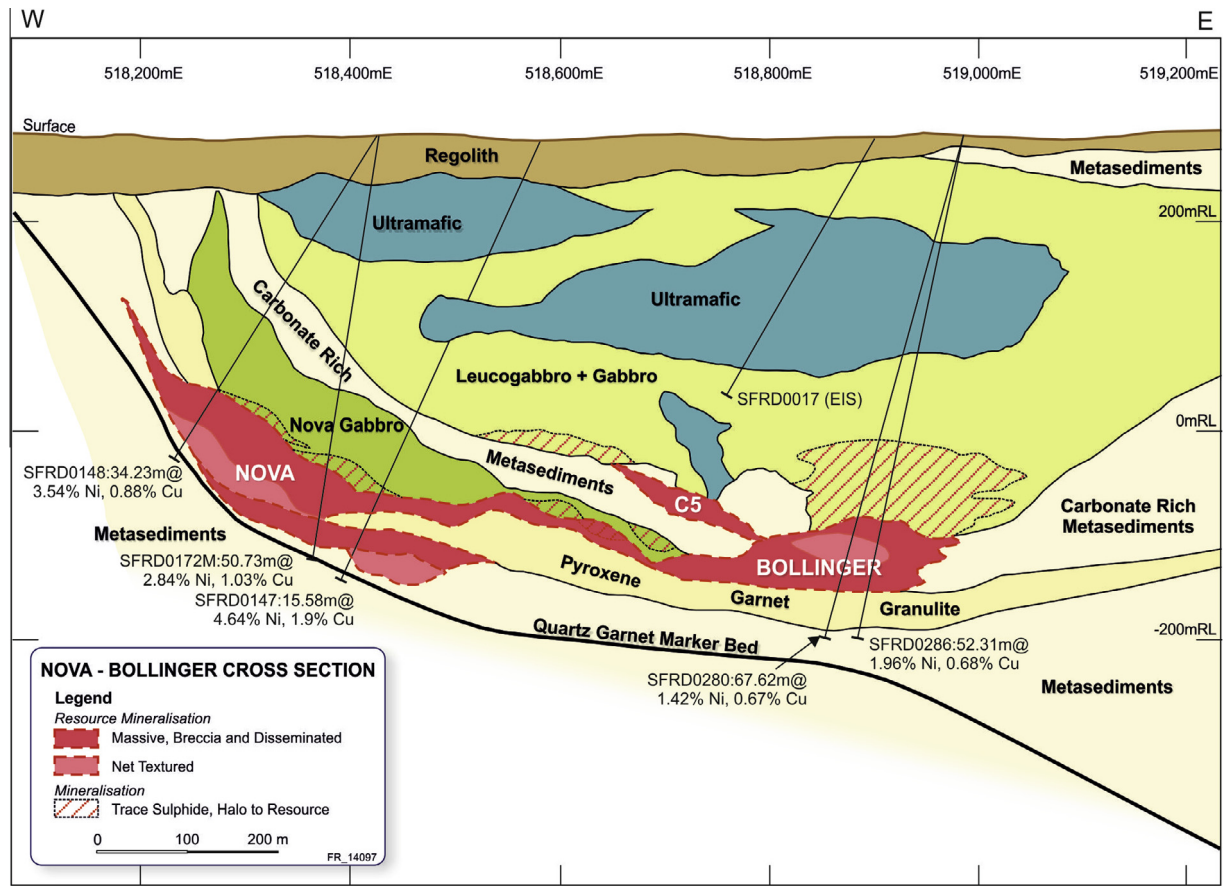 W
E
518,200mE
518,400mE
518,600mE
518,800mE
519,000mE
519,200mE
Surface
Regolith
Metasediments
200mRL
Ultramafic
Ultramafic
Carbonate Rich
Leucogabbro + Gabbro
SFRD0017 (EIS)
Nova Gabbro
0mRL
Metasediments
NOVA
SFRD0148:34.23m@
3.54% Ni, 0.88% Cu
C5
Carbonate Rich
Metasediments
Metasediments
SFRD0172M:50.73m@
2.84% Ni, 1.03% Cu
SFRD0147:15.58m@
4.64% Ni, 1.9% Cu
Pyroxene
BOLLINGER
Garnet
Granulite
Quartz Garnet Marker Bed
-200mRL
SFRD0286:52.31m@
1.96% Ni, 0.68% Cu
SFRD0280:67.62m@
1.42% Ni, 0.67% Cu
Metasediments
NOVA - BOLLINGER CROSS SECTION
Legend
Resource Mineralisation
Massive, Breccia and Disseminated
Net Textured
Mineralisation
Trace Sulphide, Halo to Resource
0 100 200 m
FR_14097